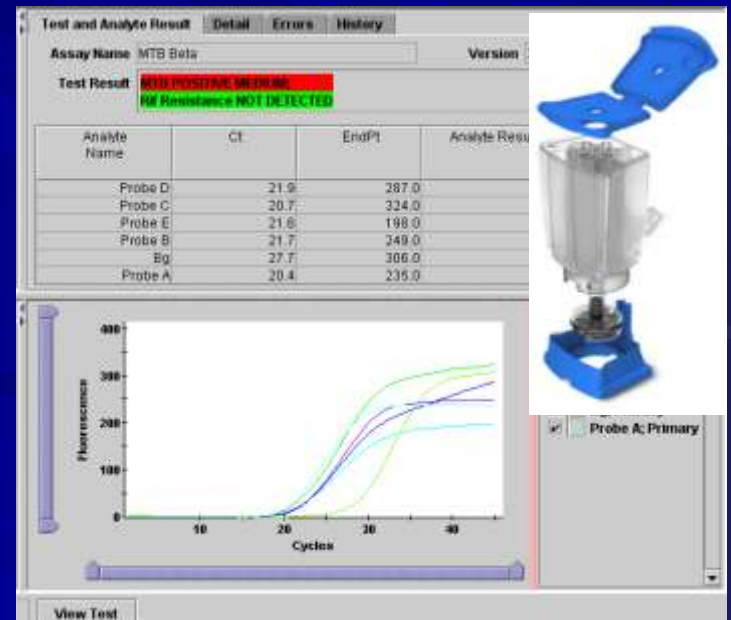 Test and Analyte Result Detail Errors History
Assay Name MTB Beta Version
Test Result MTB POSITIVE MEDIUM;
Rif Resistance NOT DETECTED
Analyte Name Ct EndPt Analyte Resu
Probe D 21.9 287.0
Probe C 20.7 324.0
Probe E 21.6 198.0
Probe B 21.7 249.0
Bg 27.7 306.0
Probe A 20.4 235.0
400
300
200
100
0
Fluorescence
10 20 30 40
Cycles
Probe A; Primary
View Test